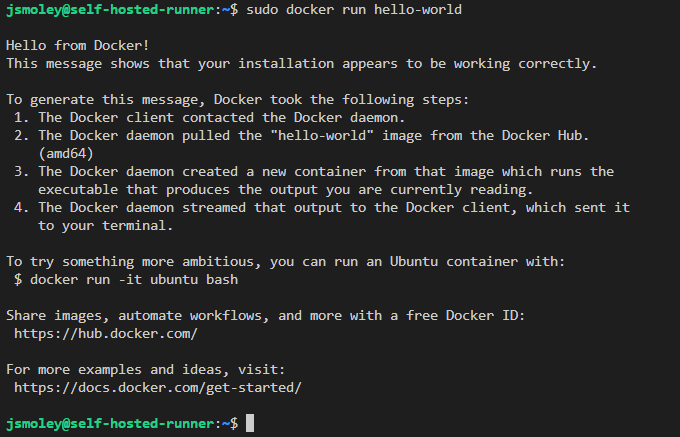 jsmoley@self-hosted-runner:~$ sudo docker run hello-world
Hello from Docker!
This message shows that your installation appears to be working correctly.
To generate this message, Docker took the following steps:
1. The Docker client contacted the Docker daemon.
2. The Docker daemon pulled the "hello-world" image from the Docker Hub.
(amd64)
3. The Docker daemon created a new container from that image which runs the
executable that produces the output you are currently reading.
4. The Docker daemon streamed that output to the Docker client, which sent it
to your terminal.
To try something more ambitious, you can run an Ubuntu container with:
$ docker run -it ubuntu bash
Share images, automate workflows, and more with a free Docker ID:
https://hub.docker.com/
For more examples and ideas, visit:
https://docs.docker.com/get-started/
jsmoley@self-hosted-runner:~$